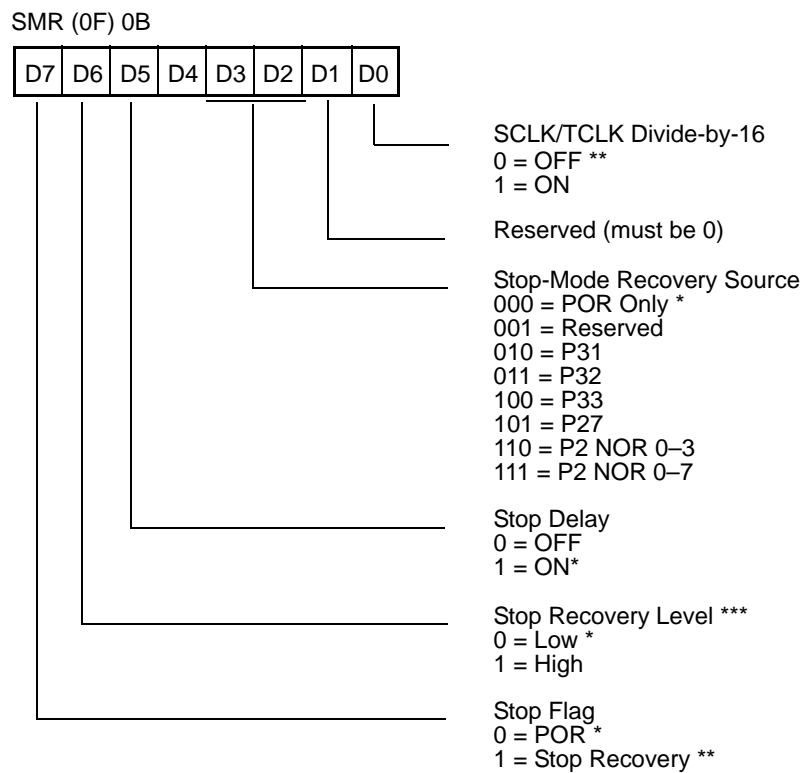 SMR (0F) 0B
D7 D6 D5 D4 D3 D2 D1 D0
SCLK/TCLK Divide-by-16
0 = OFF **
1 = ON
Reserved (must be 0)
Stop-Mode Recovery Source
000 = POR Only *
001 = Reserved
010 = P31
011 = P32
100 = P33
101 = P27
110 = P2 NOR 0–3
111 = P2 NOR 0–7
Stop Delay
0 = OFF
1 = ON*
Stop Recovery Level ***
0 = Low *
1 = High
Stop Flag
0 = POR *
1 = Stop Recovery **